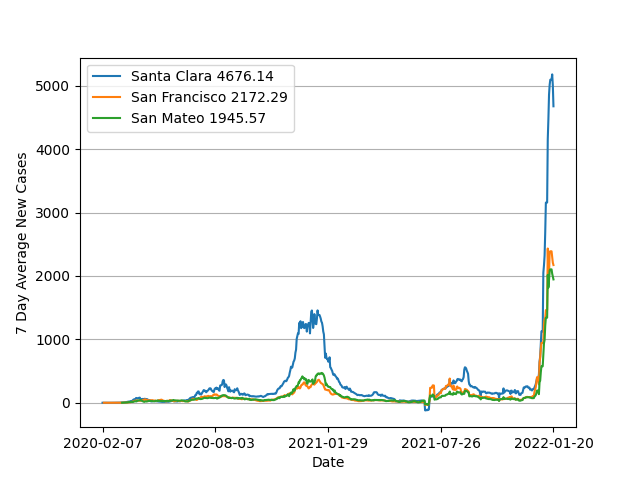 Santa Clara 4676.14
San Francisco 2172.29
San Mateo 1945.57
5000
4000
3000
2000
1000
0
7 Day Average New Cases
2020-02-07 2020-08-03 2021-01-29 2021-07-26 2022-01-20
Date